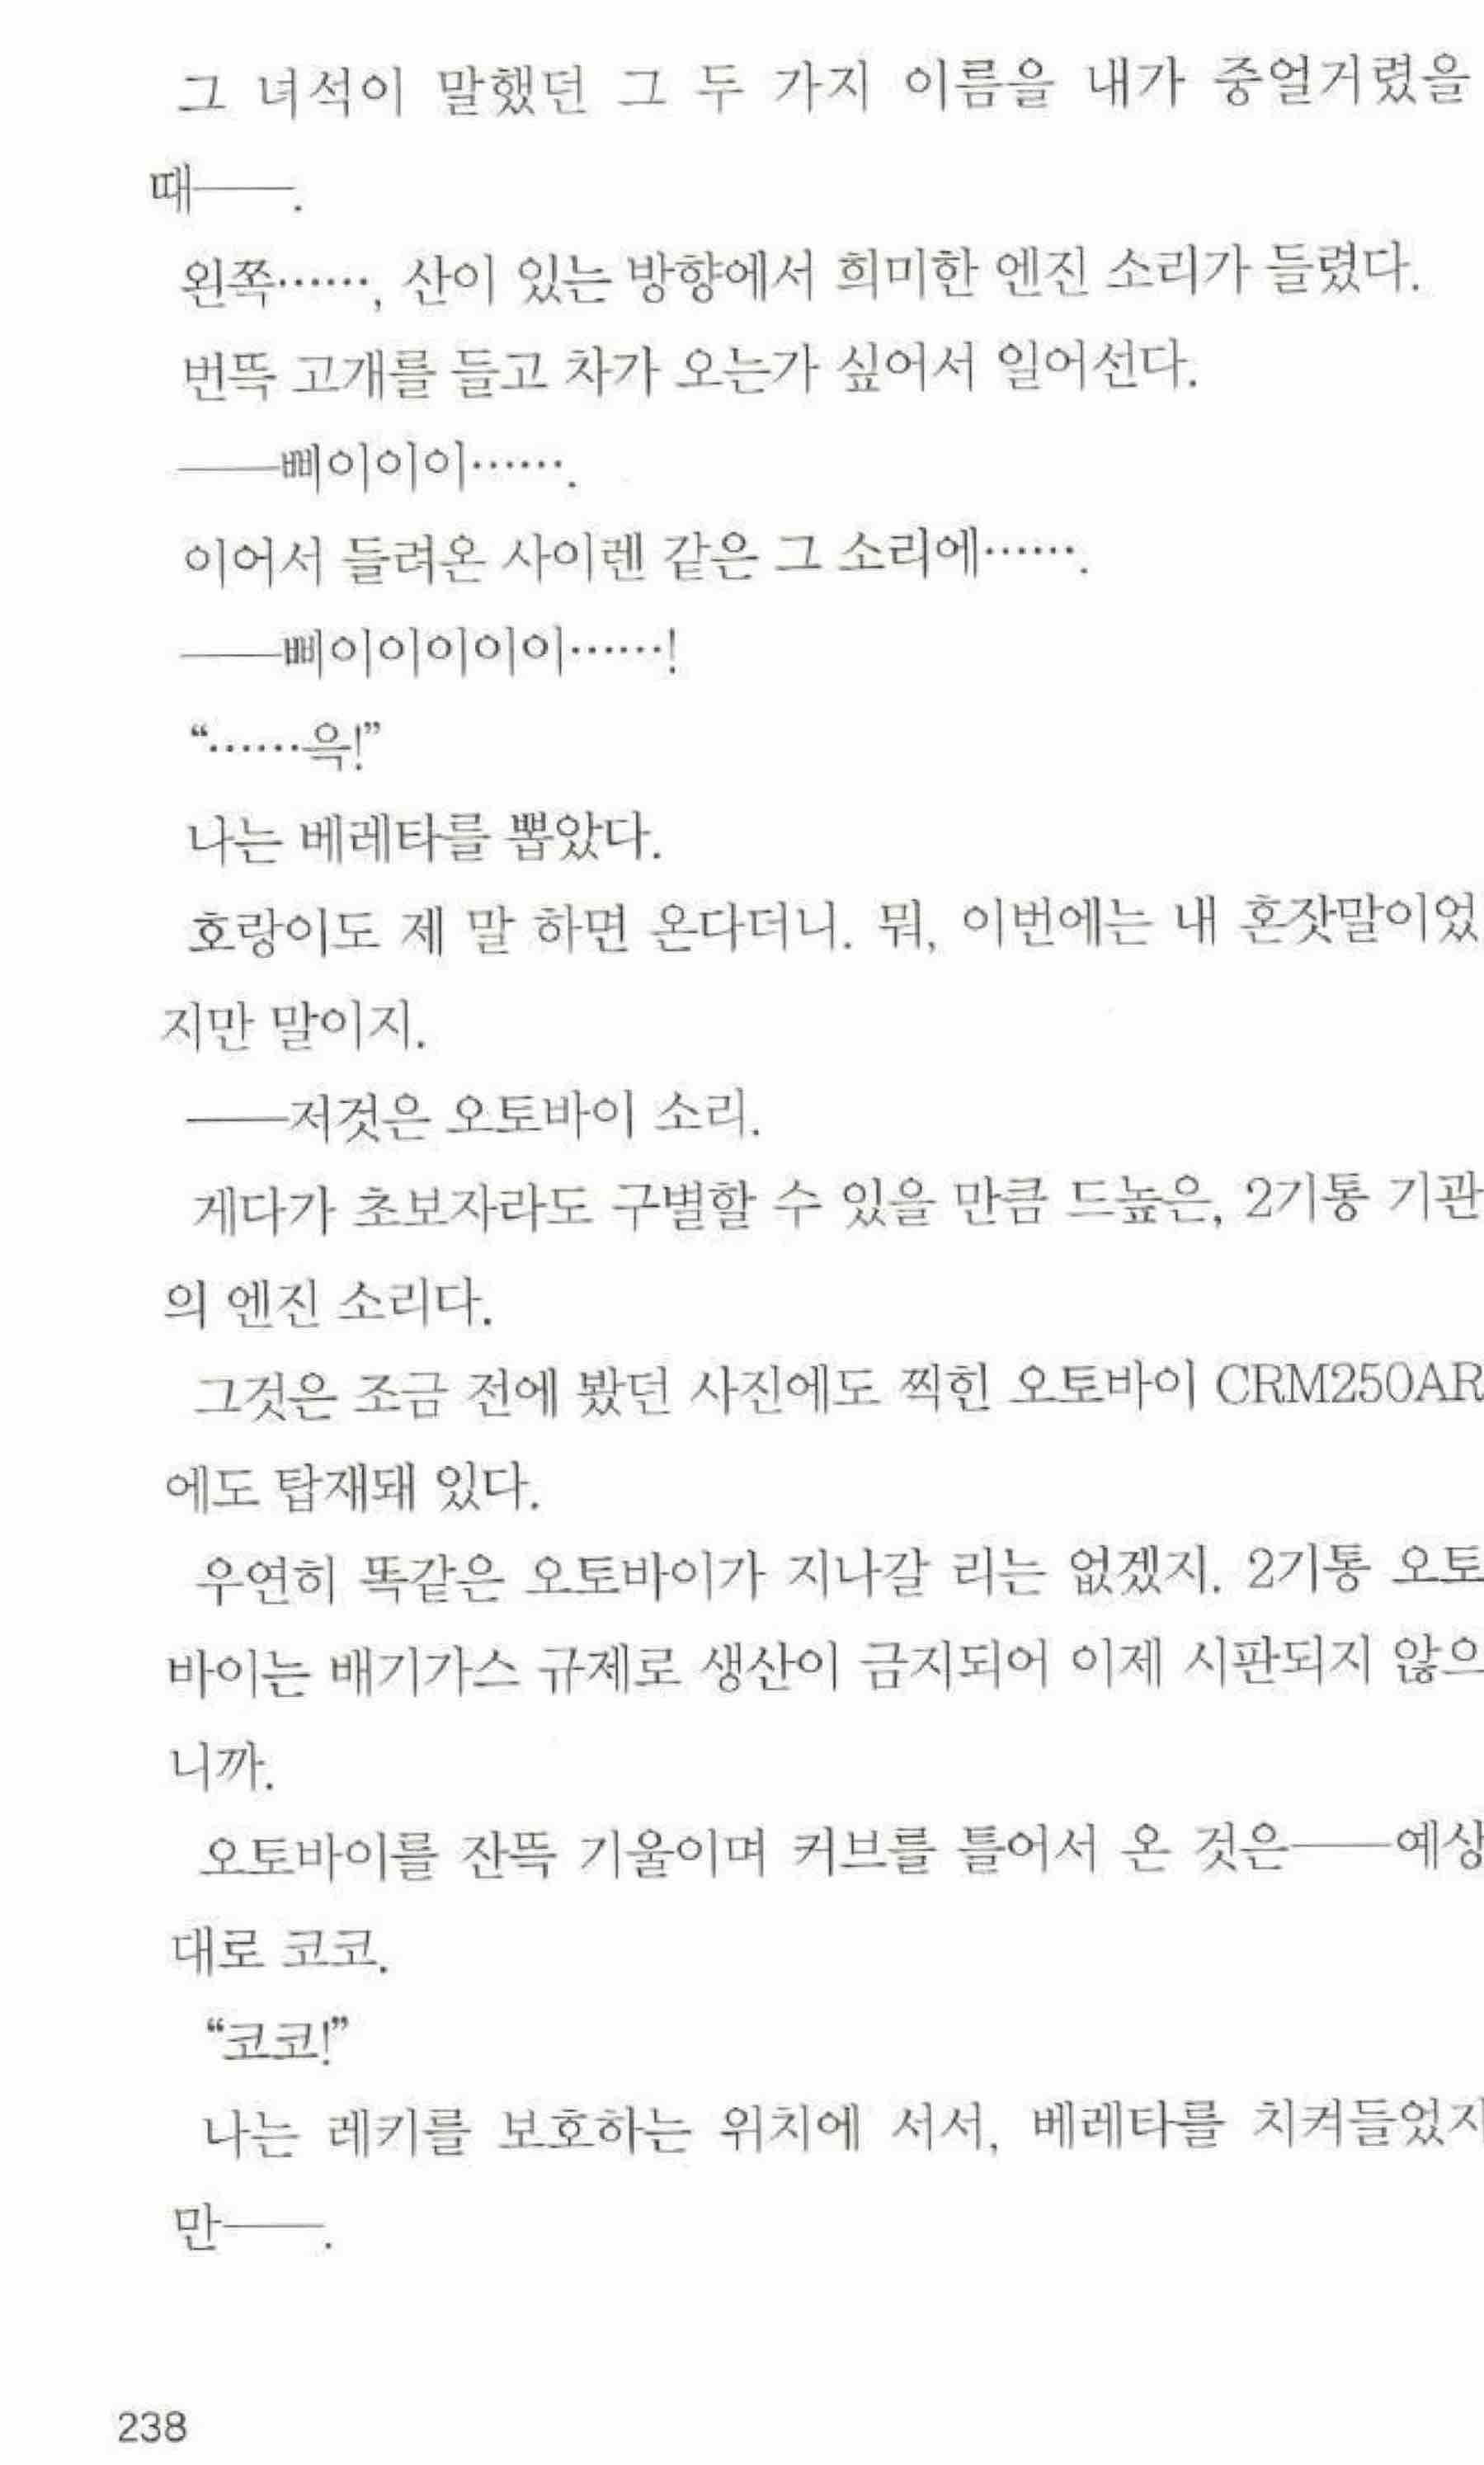 그 녀석이 말했던 그 두 가지 이름을 내가 중얼거렸을
때――.
왼쪽……, 산이 있는 방향에서 희미한 엔진 소리가 들렸다.
번뜩 고개를 들고 차가 오는가 싶어서 일어선다.
――삐이이이…….
이어서 들려온 사이렌 같은 그 소리에…….
――삐이이이이이……!
“……윽!”
나는 베레타를 뽑았다.
호랑이도 제 말 하면 온다더니. 뭐, 이번에는 내 혼잣말이었
지만 말이지.
――저것은 오토바이 소리.
게다가 초보자라도 구별할 수 있을 만큼 드높은, 2기통 기관
의 엔진 소리다.
그것은 조금 전에 봤던 사진에도 찍힌 오토바이 CRM250AR
에도 탑재돼 있다.
우연히 똑같은 오토바이가 지나갈 리는 없겠지. 2기통 오토
바이는 배기가스 규제로 생산이 금지되어 이제 시판되지 않으
니까.
오토바이를 잔뜩 기울이며 커브를 틀어서 온 것은――예상
대로 코코.
“코코!”
나는 레키를 보호하는 위치에 서서, 베레타를 치켜들었지
만――.
238